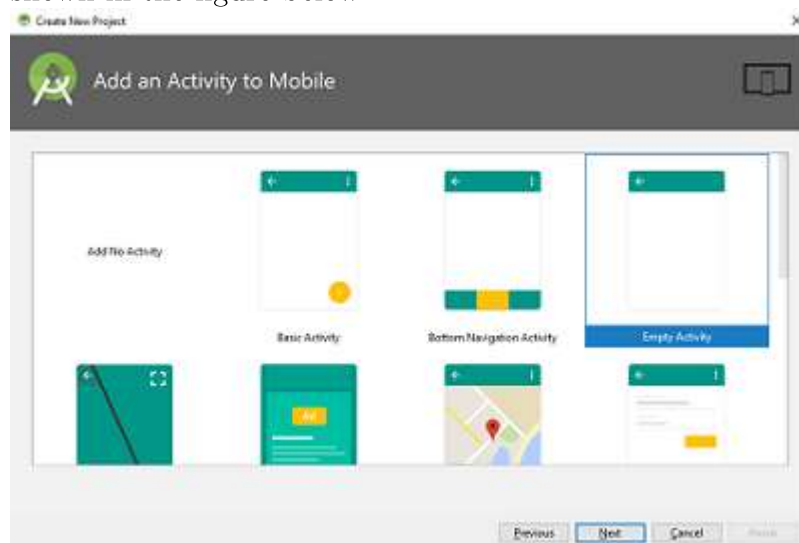 Create New Project
Add an Activity to Mobile
Add No Activity
Basic Activity
Bottom Navigation Activity
Empty Activity
Ad
Previous
Next
Cancel
Finish